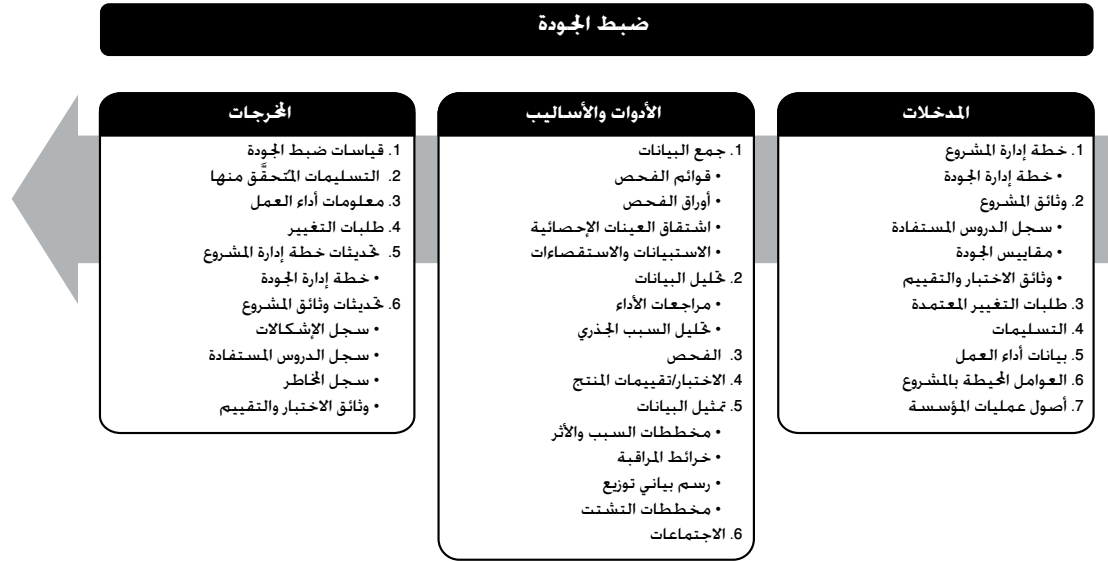 ضبط الجودة
المدخلات
1. خطة إدارة المشروع
• خطة إدارة الجودة
2. وثائق المشروع
• سجل الدروس المستفادة
• مقاييس الجودة
• وثائق الاختبار والتقييم
3. طلبات التغيير المعتمدة
4. التسليمات
5. بيانات أداء العمل
6. العوامل المحيطة بالمشروع
7. أصول عمليات المؤسسة
الأدوات والأساليب
1. جمع البيانات
• قوائم الفحص
• أوراق الفحص
• اشتقاق العينات الإحصائية
• الاستبيانات والاستقصاءات
2. تحليل البيانات
• مراجعات الأداء
• تحليل السبب الجذري
3. الفحص
4. الاختبار/تقييمات المنتج
5. تمثيل البيانات
• مخططات السبب والأثر
• خرائط المراقبة
• رسم بياني توزيع
• مخططات التشتت
6. الاجتماعات
المخرجات
1. قياسات ضبط الجودة
2. التسليمات المتحقَّق منها
3. معلومات أداء العمل
4. طلبات التغيير
5. تحديثات خطة إدارة المشروع
• خطة إدارة الجودة
6. تحديثات وثائق المشروع
• سجل الإشكالات
• سجل الدروس المستفادة
• سجل المخاطر
• وثائق الاختبار والتقييم